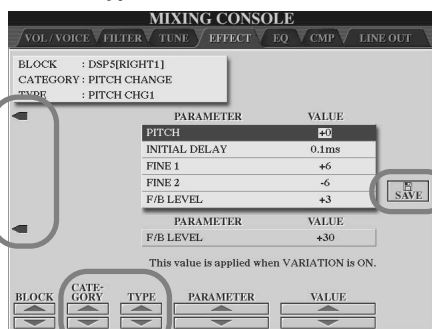 MIXING CONSOLE
VOL/VOICE FILTER TUNE EFFECT EQ CMP LINE OUT
BLOCK : DSP5[RIGHT1]
CATEGORY: PITCH CHANGE
TYPE : PITCH CHG1
PARAMETER VALUE
PITCH +0
INITIAL DELAY 0.1ms
FINE 1 +6
FINE 2 -6
F/B LEVEL +3
SAVE
PARAMETER VALUE
F/B LEVEL +30
This value is applied when VARIATION is ON.
BLOCK CATE-GORY TYPE PARAMETER VALUE